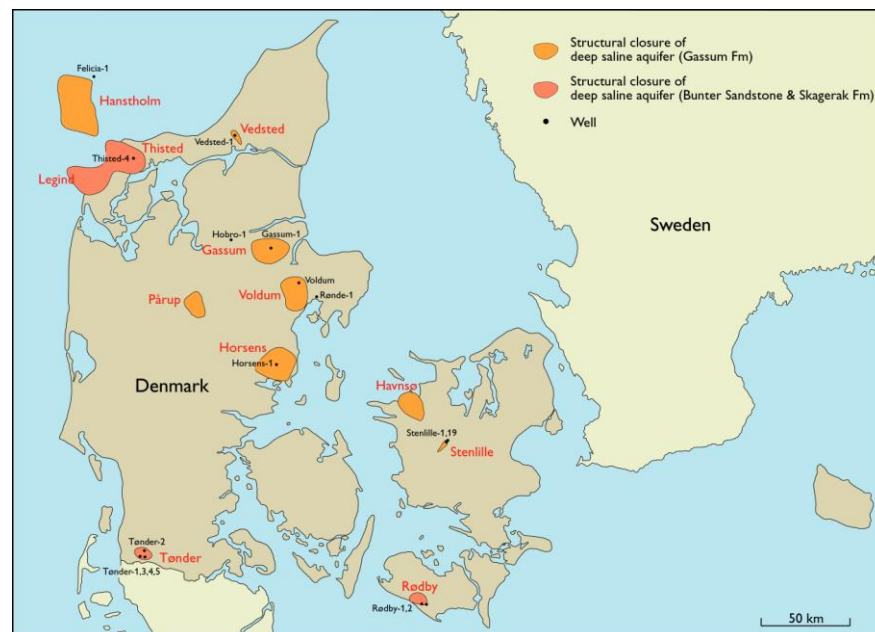 Structural closure of
deep saline aquifer (Gassum Fm)
Structural closure of
deep saline aquifer (Bunter Sandstone & Skagerak Fm)
Well
Felicia-1
Hanstholm
Vedsted
Vedsted-1
Thisted
Thisted-4
Legind
Sweden
Hobro-1
Gassum-1
Gassum
Voldum
Voldum
Rønde-1
Pårup
Horsens
Horsens-1
Denmark
Havnsø
Stenlille-1,19
Stenlille
Tønder-2
Tønder
Tønder-1,3,4,5
Rødby
Rødby-1,2
50 km